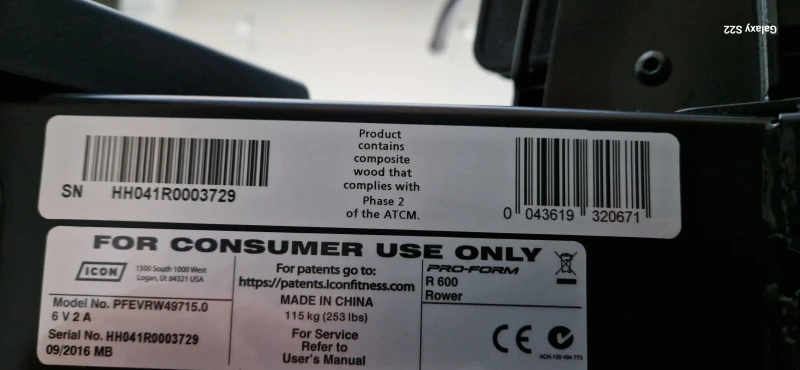 Galaxy S22
Product
contains
composite
wood that
complies with
Phase 2
of the ATCM.
SN HH041R0003729
0 043619 320671
FOR CONSUMER USE ONLY
ICON
1500 South 1000 West
Logan, Ut 84321 USA
Model No. PFEVRW49715.0
6 V 2 A
Serial No. HH041R0003729
09/2016 MB
For patents go to:
https://patents.iconfitness.com
MADE IN CHINA
115 kg (253 lbs)
For Service
Refer to
User's Manual
PRO-FORM
R 600
Rower
CE